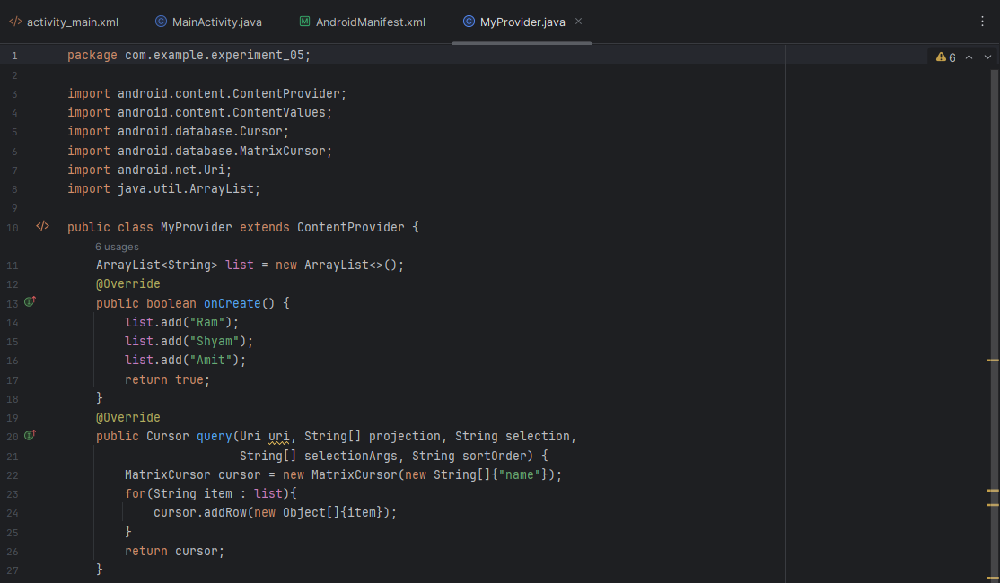 </> activity_main.xml © MainActivity.java M AndroidManifest.xml © MyProvider.java ×
1 package com.example.experiment_05; 6
2
3 import android.content.ContentProvider;
4 import android.content.ContentValues;
5 import android.database.Cursor;
6 import android.database.MatrixCursor;
7 import android.net.Uri;
8 import java.util.ArrayList;
9
10 </> public class MyProvider extends ContentProvider {
6 usages
11 ArrayList<String> list = new ArrayList<>();
12 @Override
13 public boolean onCreate() {
14 list.add("Ram");
15 list.add("Shyam");
16 list.add("Amit");
17 return true;
18 }
19 @Override
20 public Cursor query(Uri uri, String[] projection, String selection,
21 String[] selectionArgs, String sortOrder) {
22 MatrixCursor cursor = new MatrixCursor(new String[]{"name"});
23 for(String item : list){
24 cursor.addRow(new Object[]{item});
25 }
26 return cursor;
27 }